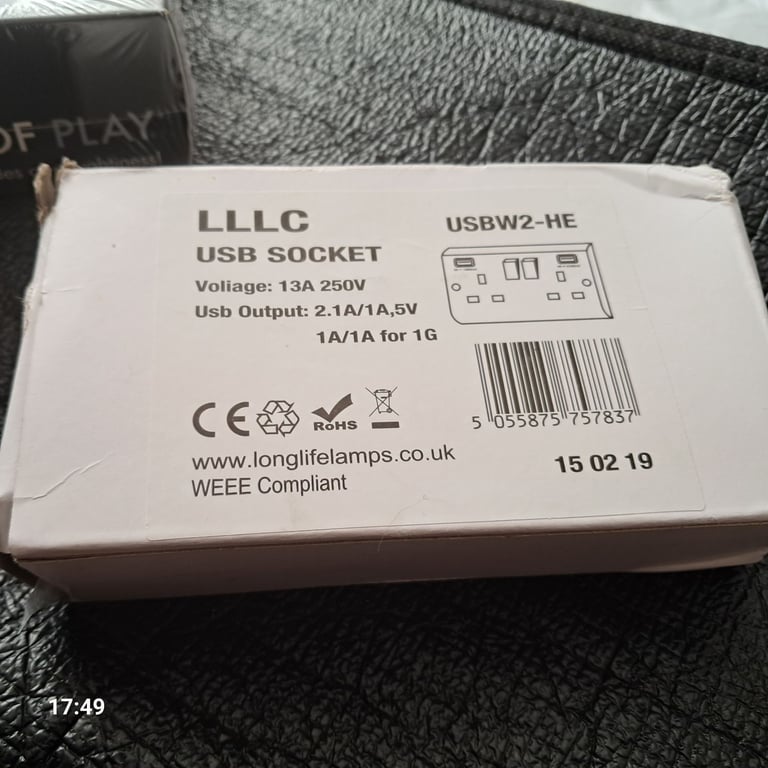 OF PLAY
LLLC
USB SOCKET
Voliage: 13A 250V
Usb Output: 2.1A/1A,5V
1A/1A for 1G
USBW2-HE
5 055875 757837
CE
RoHS
www.longlifelamps.co.uk
WEEE Compliant
15 02 19
17:49